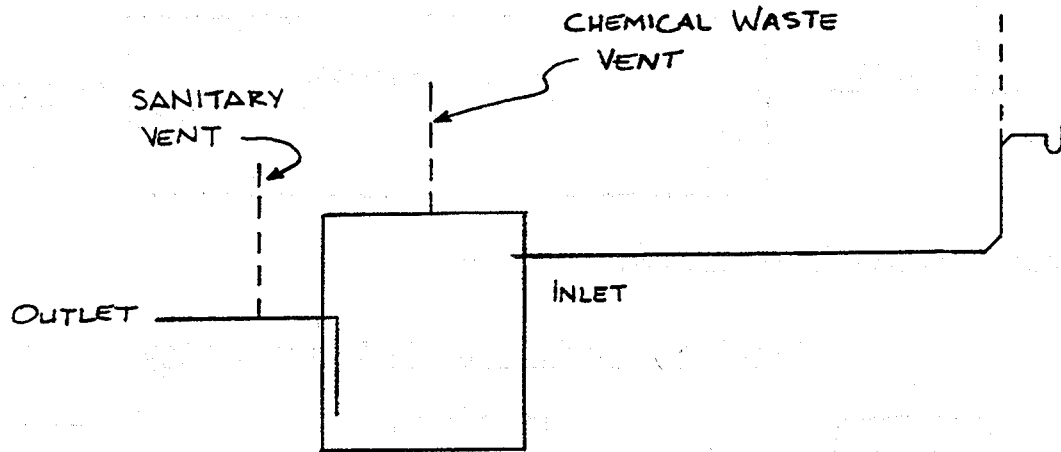 CHEMICAL WASTE
VENT
SANITARY
VENT
OUTLET
INLET